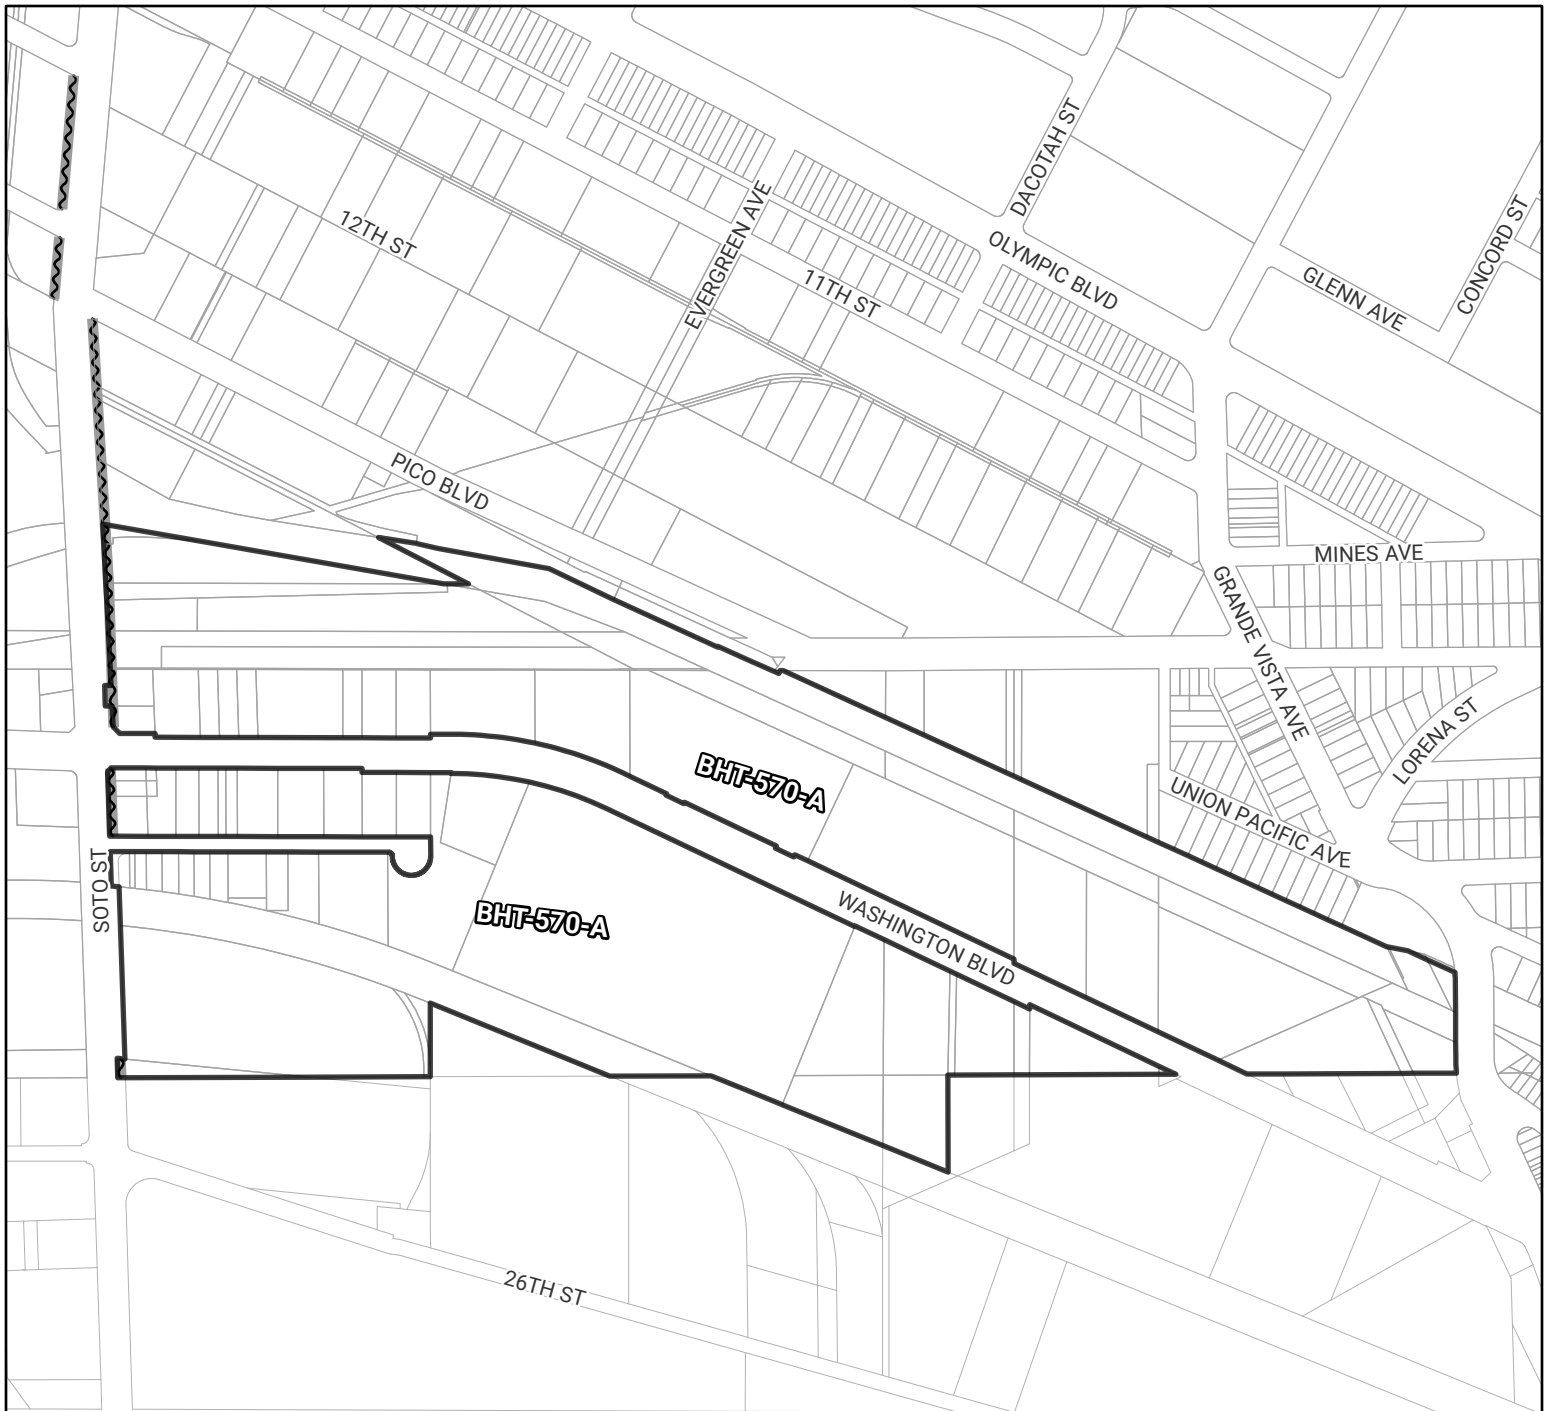 DACOTAH ST
12TH ST
EVERGREEN AVE
OLYMPIC BLVD
CONCORD ST
11TH ST
GLENN AVE
PICO BLVD
MINES AVE
GRANDE VISTA AVE
LORENA ST
BHT-570-A
UNION PACIFIC AVE
SOTO ST
BHT-570-A
WASHINGTON BLVD
26TH ST